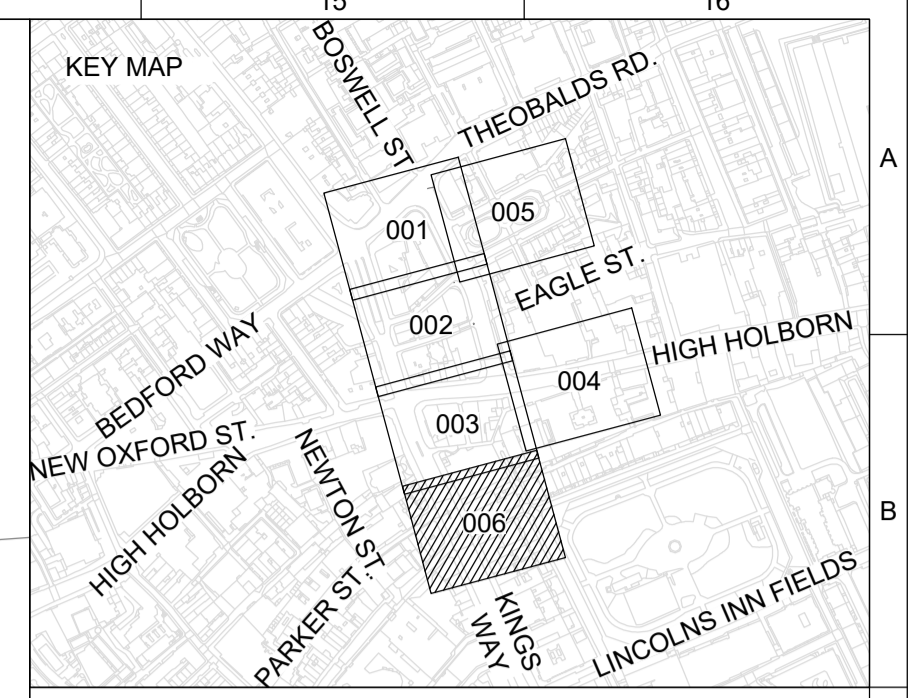 15
16
KEY MAP
BOSWELL ST
THEOBALDS RD.
A
001
005
EAGLE ST.
002
BEDFORD WAY
HIGH HOLBORN
004
003
NEW OXFORD ST.
NEWTON ST.
HIGH HOLBORN
006
B
PARKER ST.
KINGS
WAY
LINCOLNS INN FIELDS